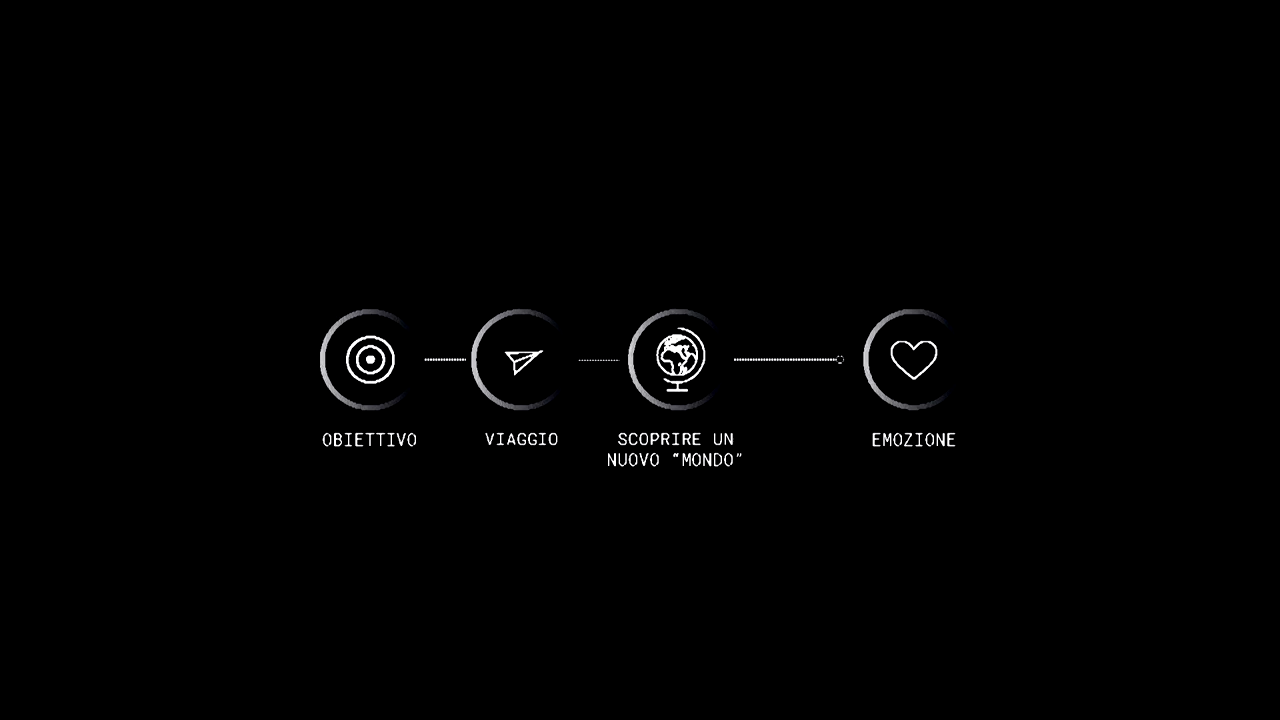 OBIETTIVO
VIAGGIO
SCOPRIRE UN
NUOVO “MONDO”
EMOZIONE